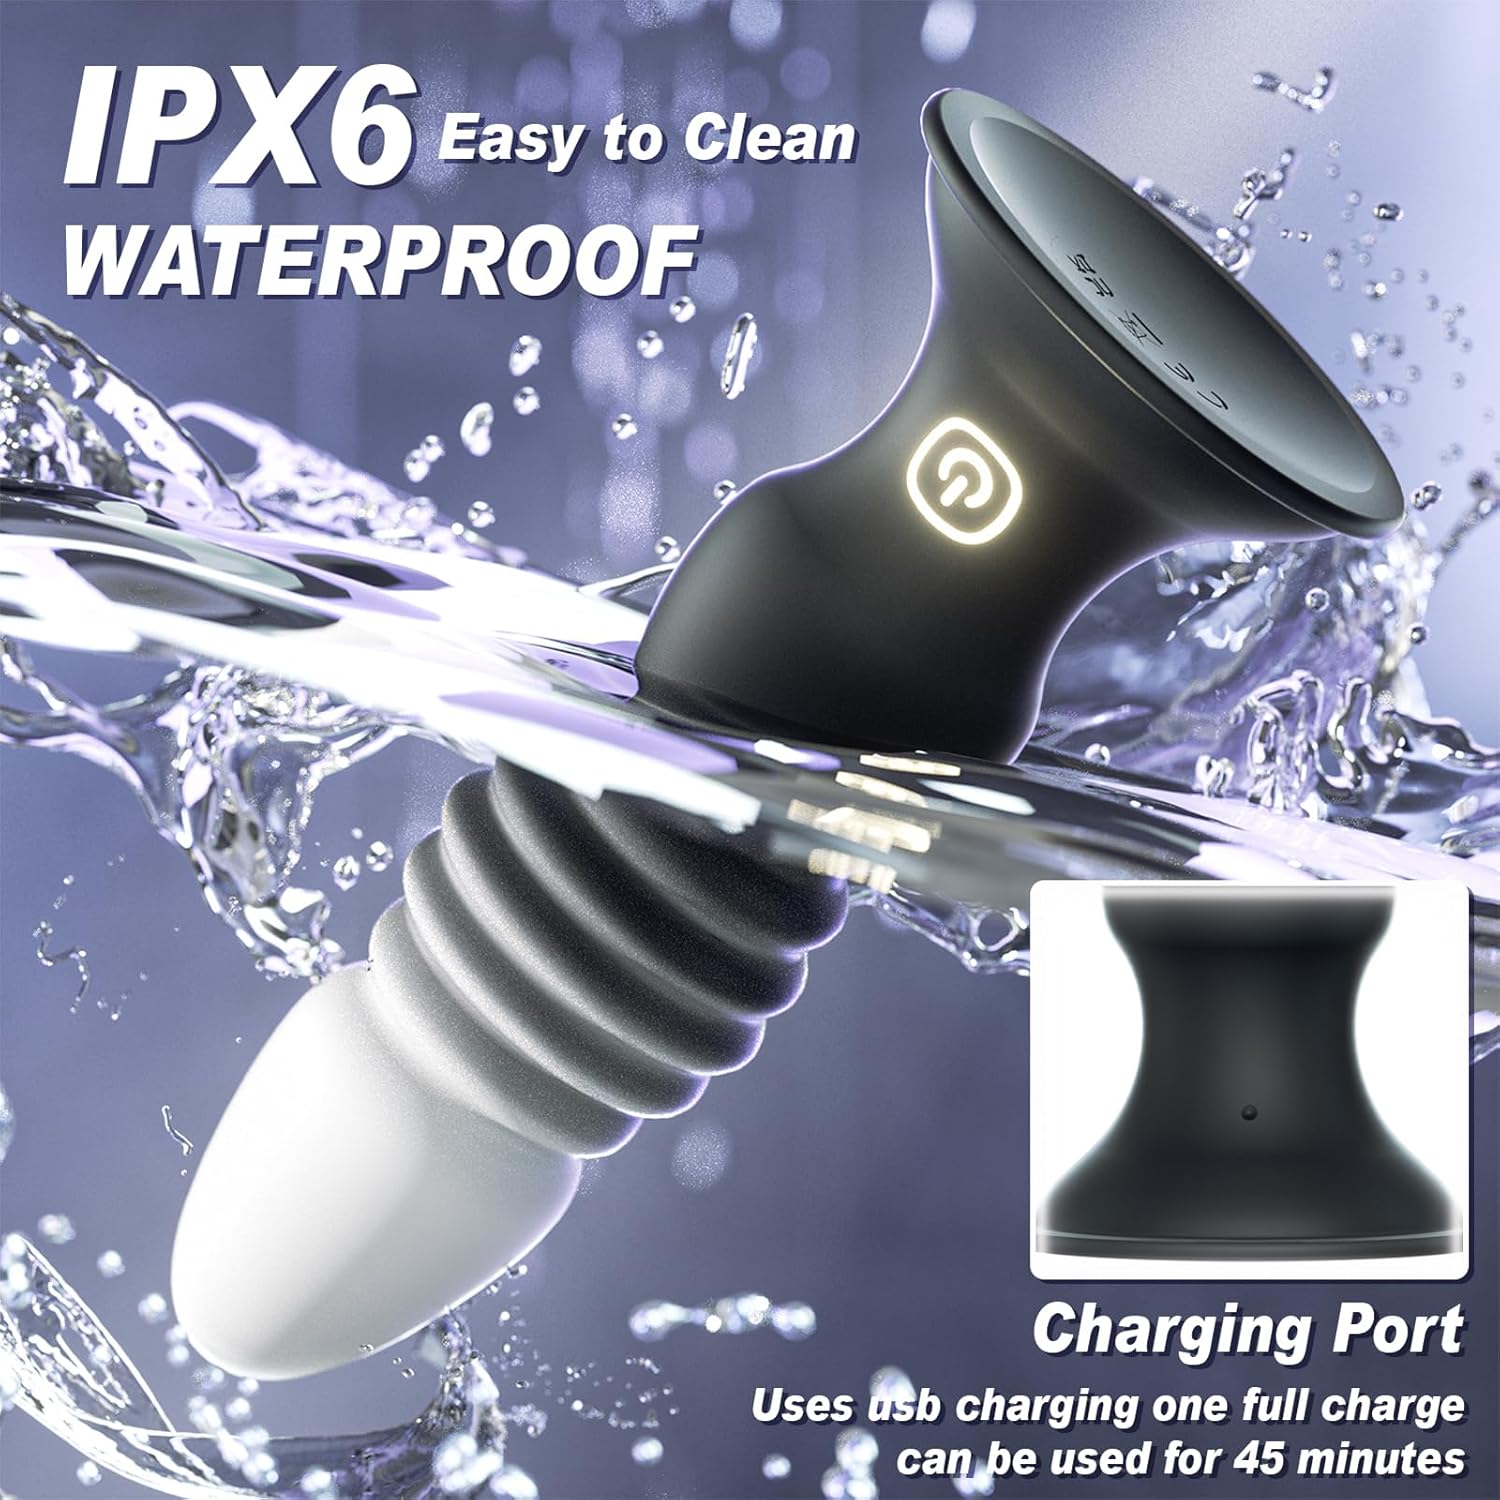 IPX6 Easy to Clean
WATERPROOF
Charging Port
Uses usb charging one full charge
can be used for 45 minutes